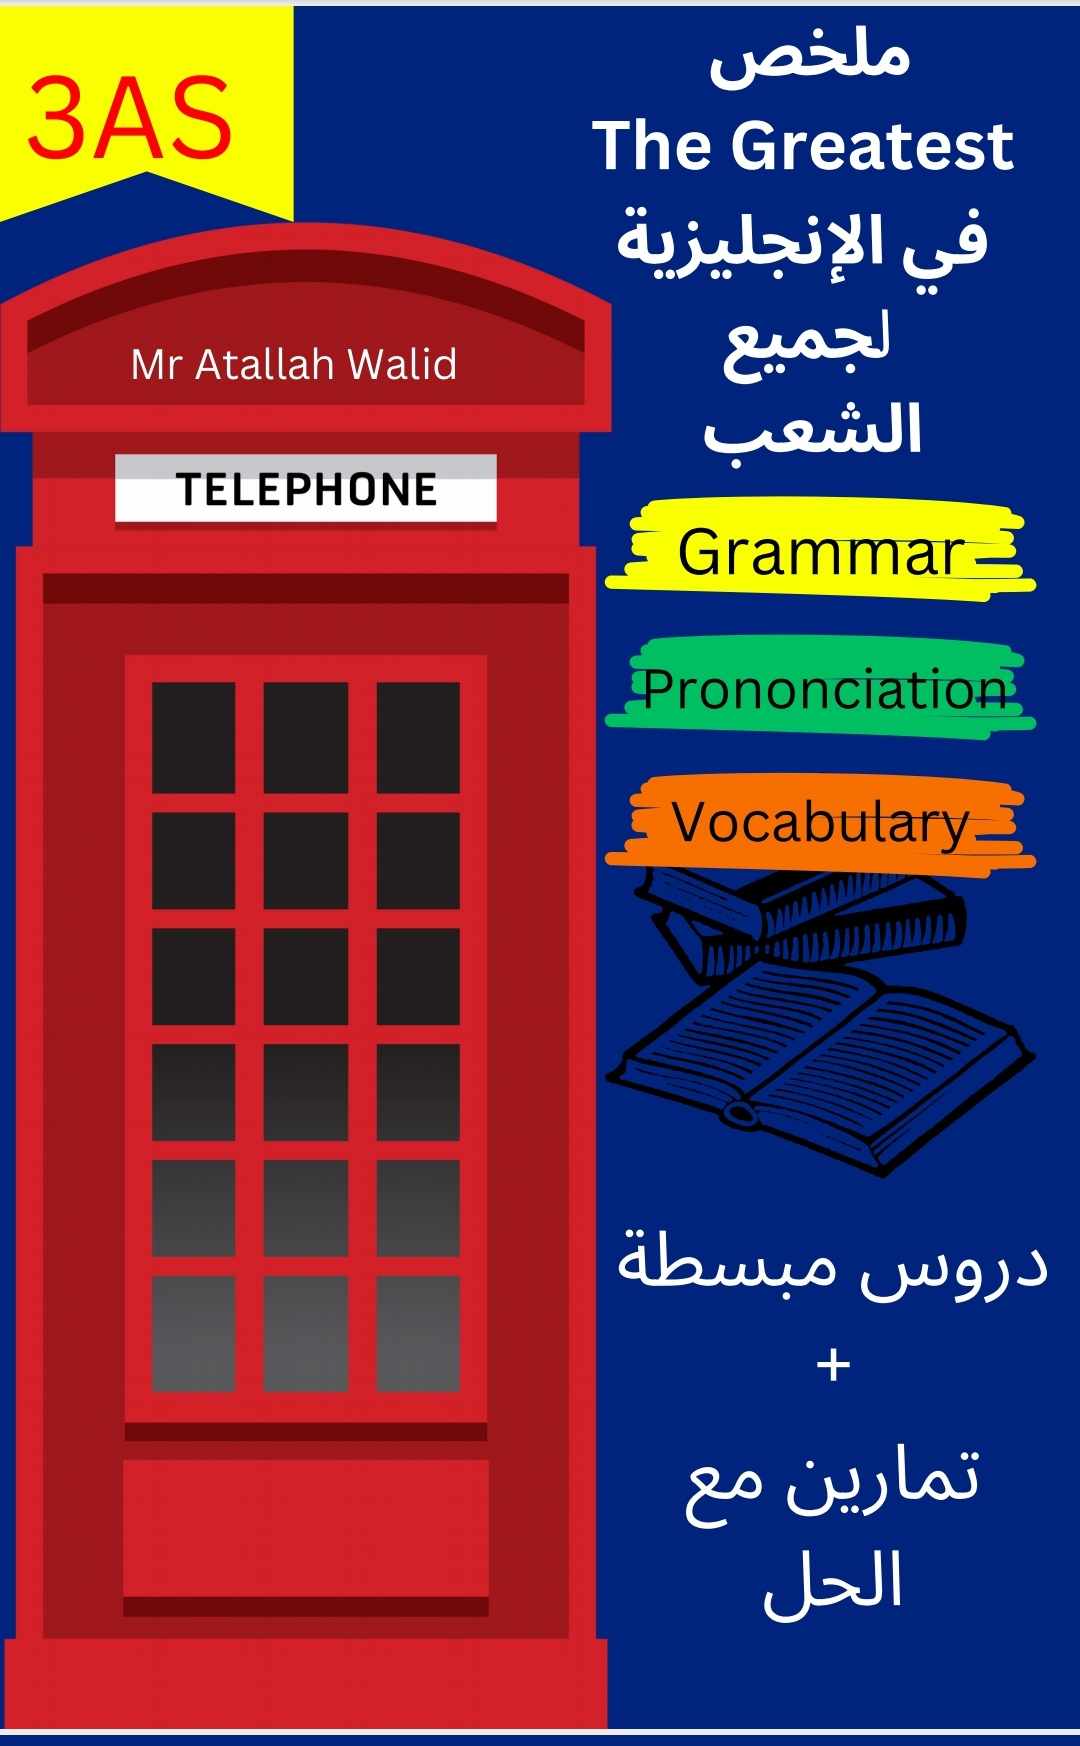 3AS
ملخص
The Greatest
في الإنجليزية
لجميع
الشعب
Mr Atallah Walid
TELEPHONE
Grammar
Prononciation
Vocabulary
دروس مبسطة
+
تمارين مع
الحل